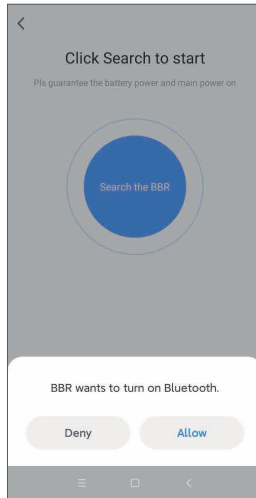 Click Search to start
Pls guarantee the battery power and main power on
Search the BBR
BBR wants to turn on Bluetooth.
Deny Allow